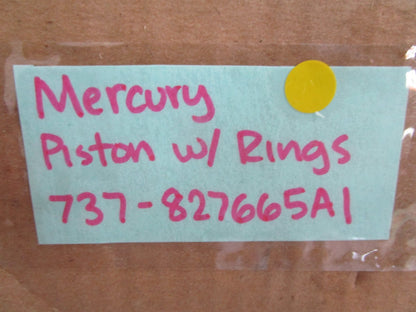 Mercury
Piston w/ Rings
737-827665A1